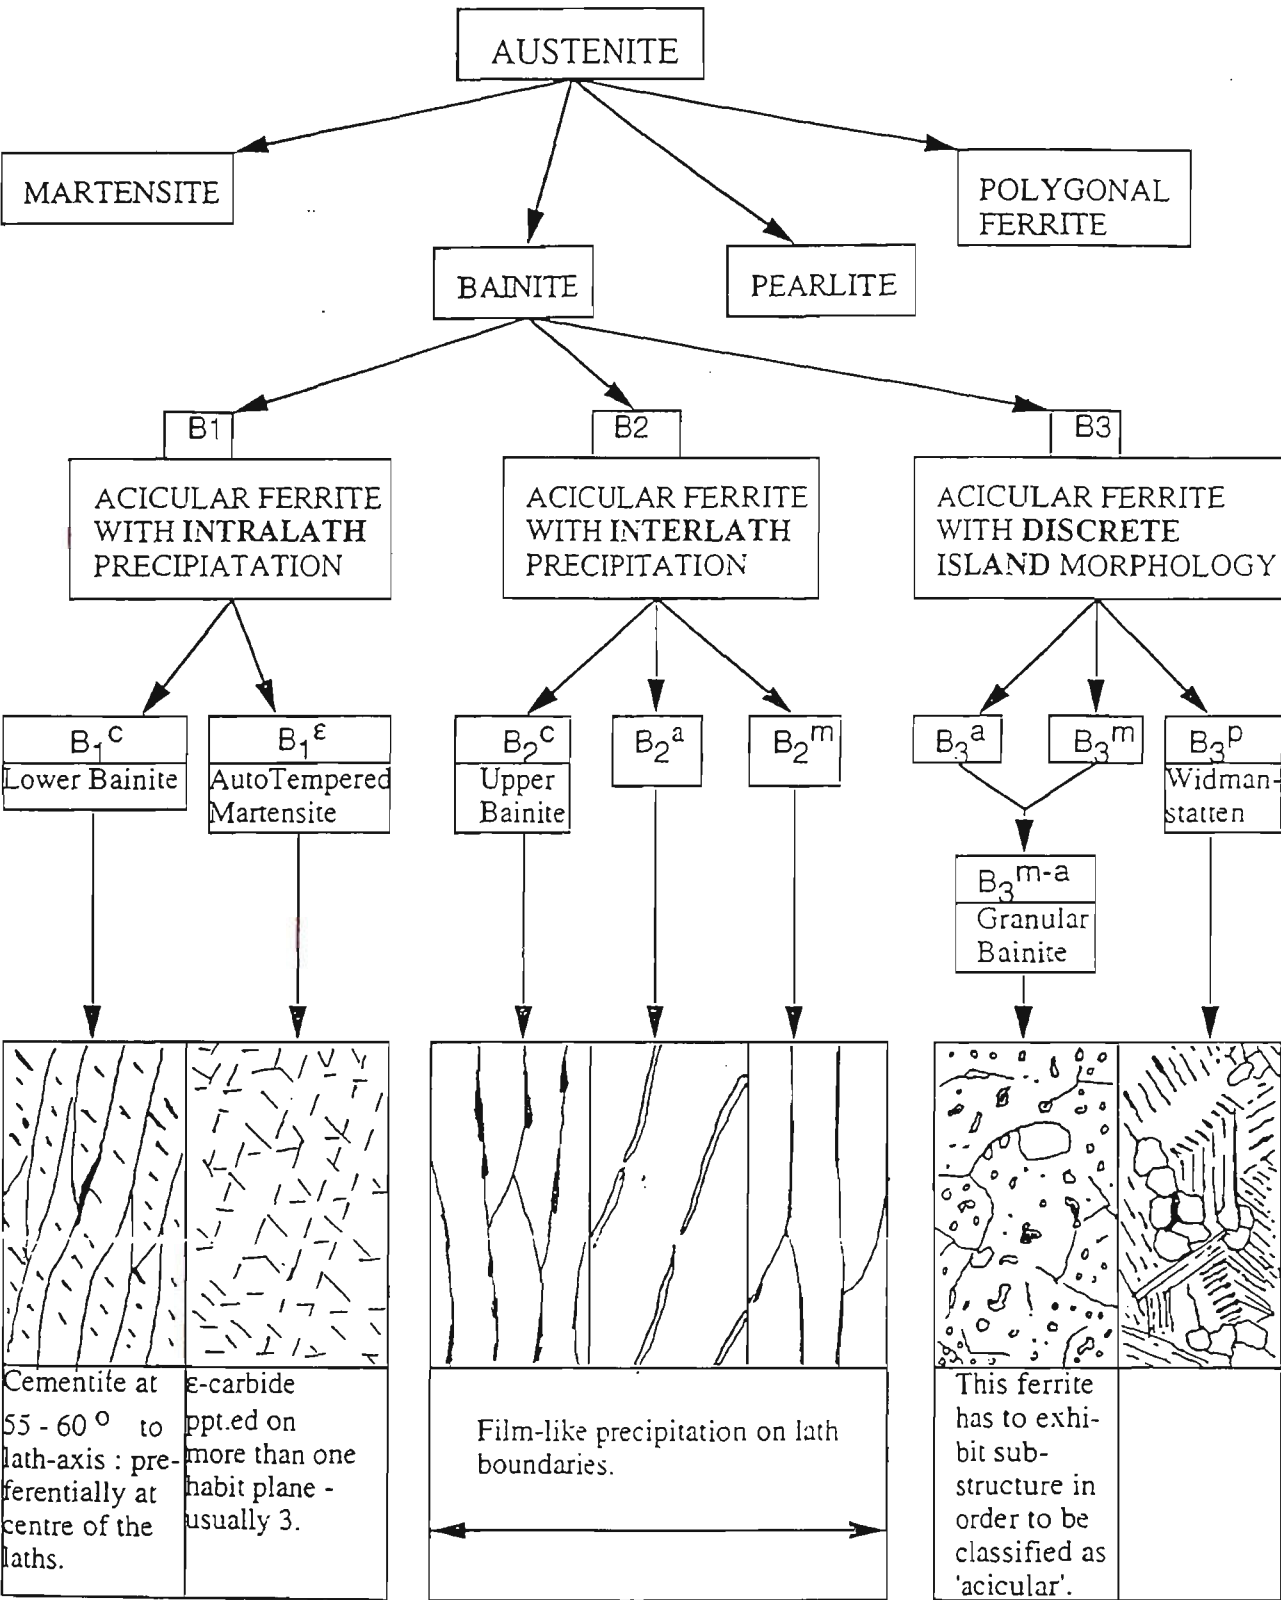 AUSTENITE
MARTENSITE
POLYGONAL
FERRITE
BAINITE
PEARLITE
B1
B2
B3
ACICULAR FERRITE
WITH INTRALATH
PRECIPIATATION
ACICULAR FERRITE
WITH INTERLATH
PRECIPITATION
ACICULAR FERRITE
WITH DISCRETE
ISLAND MORPHOLOGY
B₁ᶜ
Lower Bainite
B₁ᵋ
AutoTempered
Martensite
B₂ᶜ
Upper
Bainite
B₂ᵃ
B₂ᵐ
B₃ᵃ
B₃ᵐ
B₃ᵖ
Widman-
statten
B₃ᵐ⁻ᵃ
Granular
Bainite
Cementite at
55 - 60° to
lath-axis : pre-
ferentially at
centre of the
laths.
ε-carbide
ppt.ed on
more than one
habit plane -
usually 3.
Film-like precipitation on lath
boundaries.
This ferrite
has to exhi-
bit sub-
structure in
order to be
classified as
'acicular'.